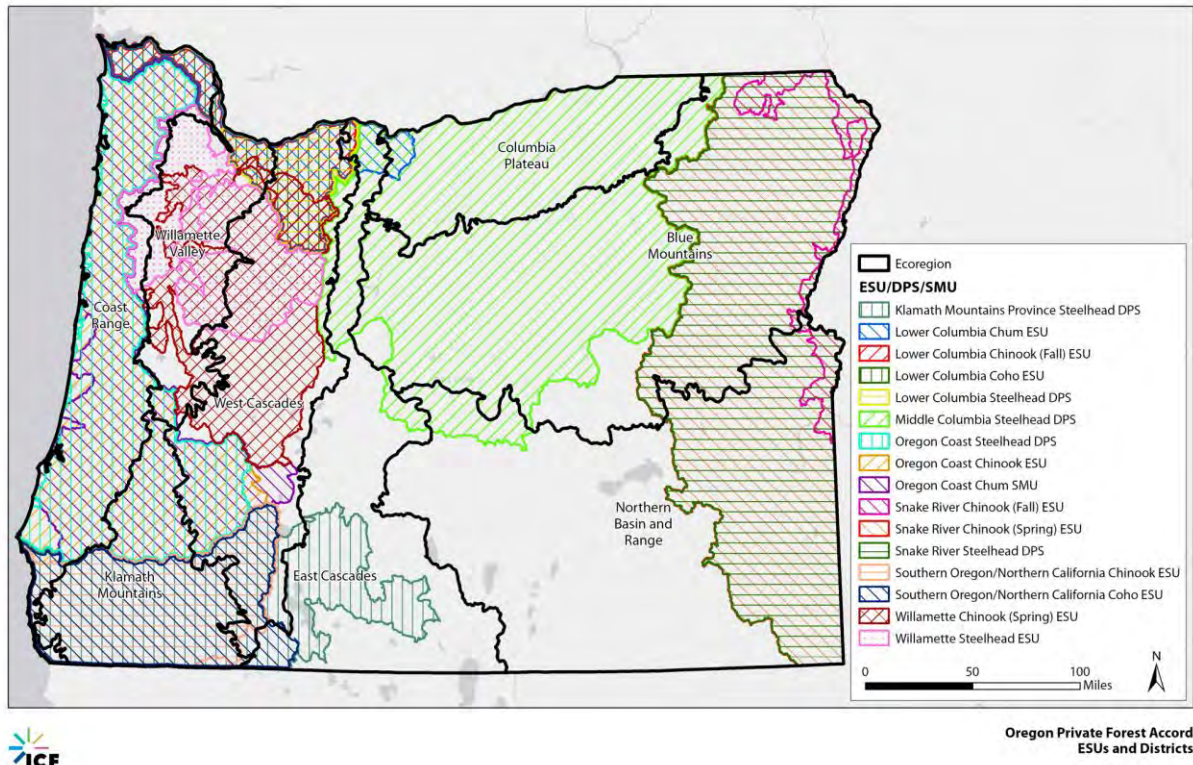 Columbia
Plateau
Willamette
Valley
Blue
Mountains
Coast
Range
West Cascades
Northern
Basin and
Range
Klamath
Mountains
East Cascades
Ecoregion
ESU/DPS/SMU
Klamath Mountains Province Steelhead DPS
Lower Columbia Chum ESU
Lower Columbia Chinook (Fall) ESU
Lower Columbia Coho ESU
Lower Columbia Steelhead DPS
Middle Columbia Steelhead DPS
Oregon Coast Steelhead DPS
Oregon Coast Chinook ESU
Oregon Coast Chum SMU
Snake River Chinook (Fall) ESU
Snake River Chinook (Spring) ESU
Snake River Steelhead DPS
Southern Oregon/Northern California Chinook ESU
Southern Oregon/Northern California Coho ESU
Willamette Chinook (Spring) ESU
Willamette Steelhead ESU
N
0 50 100
Miles
ICF
Oregon Private Forest Accord
ESUs and Districts